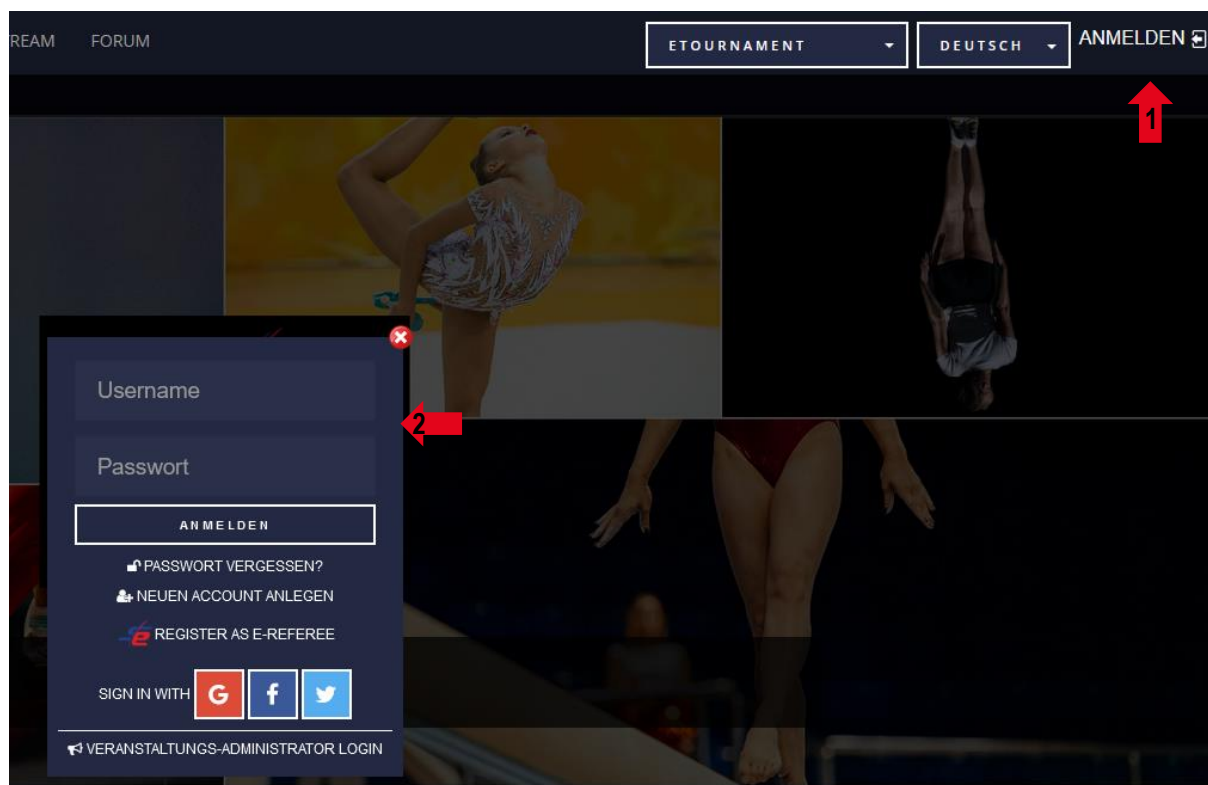 REAM FORUM ETOURNAMENT DEUTSCH ANMELDEN
1
Username
2
Passwort
ANMELDEN
PASSWORT VERGESSEN?
NEUEN ACCOUNT ANLEGEN
e REGISTER AS E-REFEREE
SIGN IN WITH G f
VERANSTALTUNGS-ADMINISTRATOR LOGIN